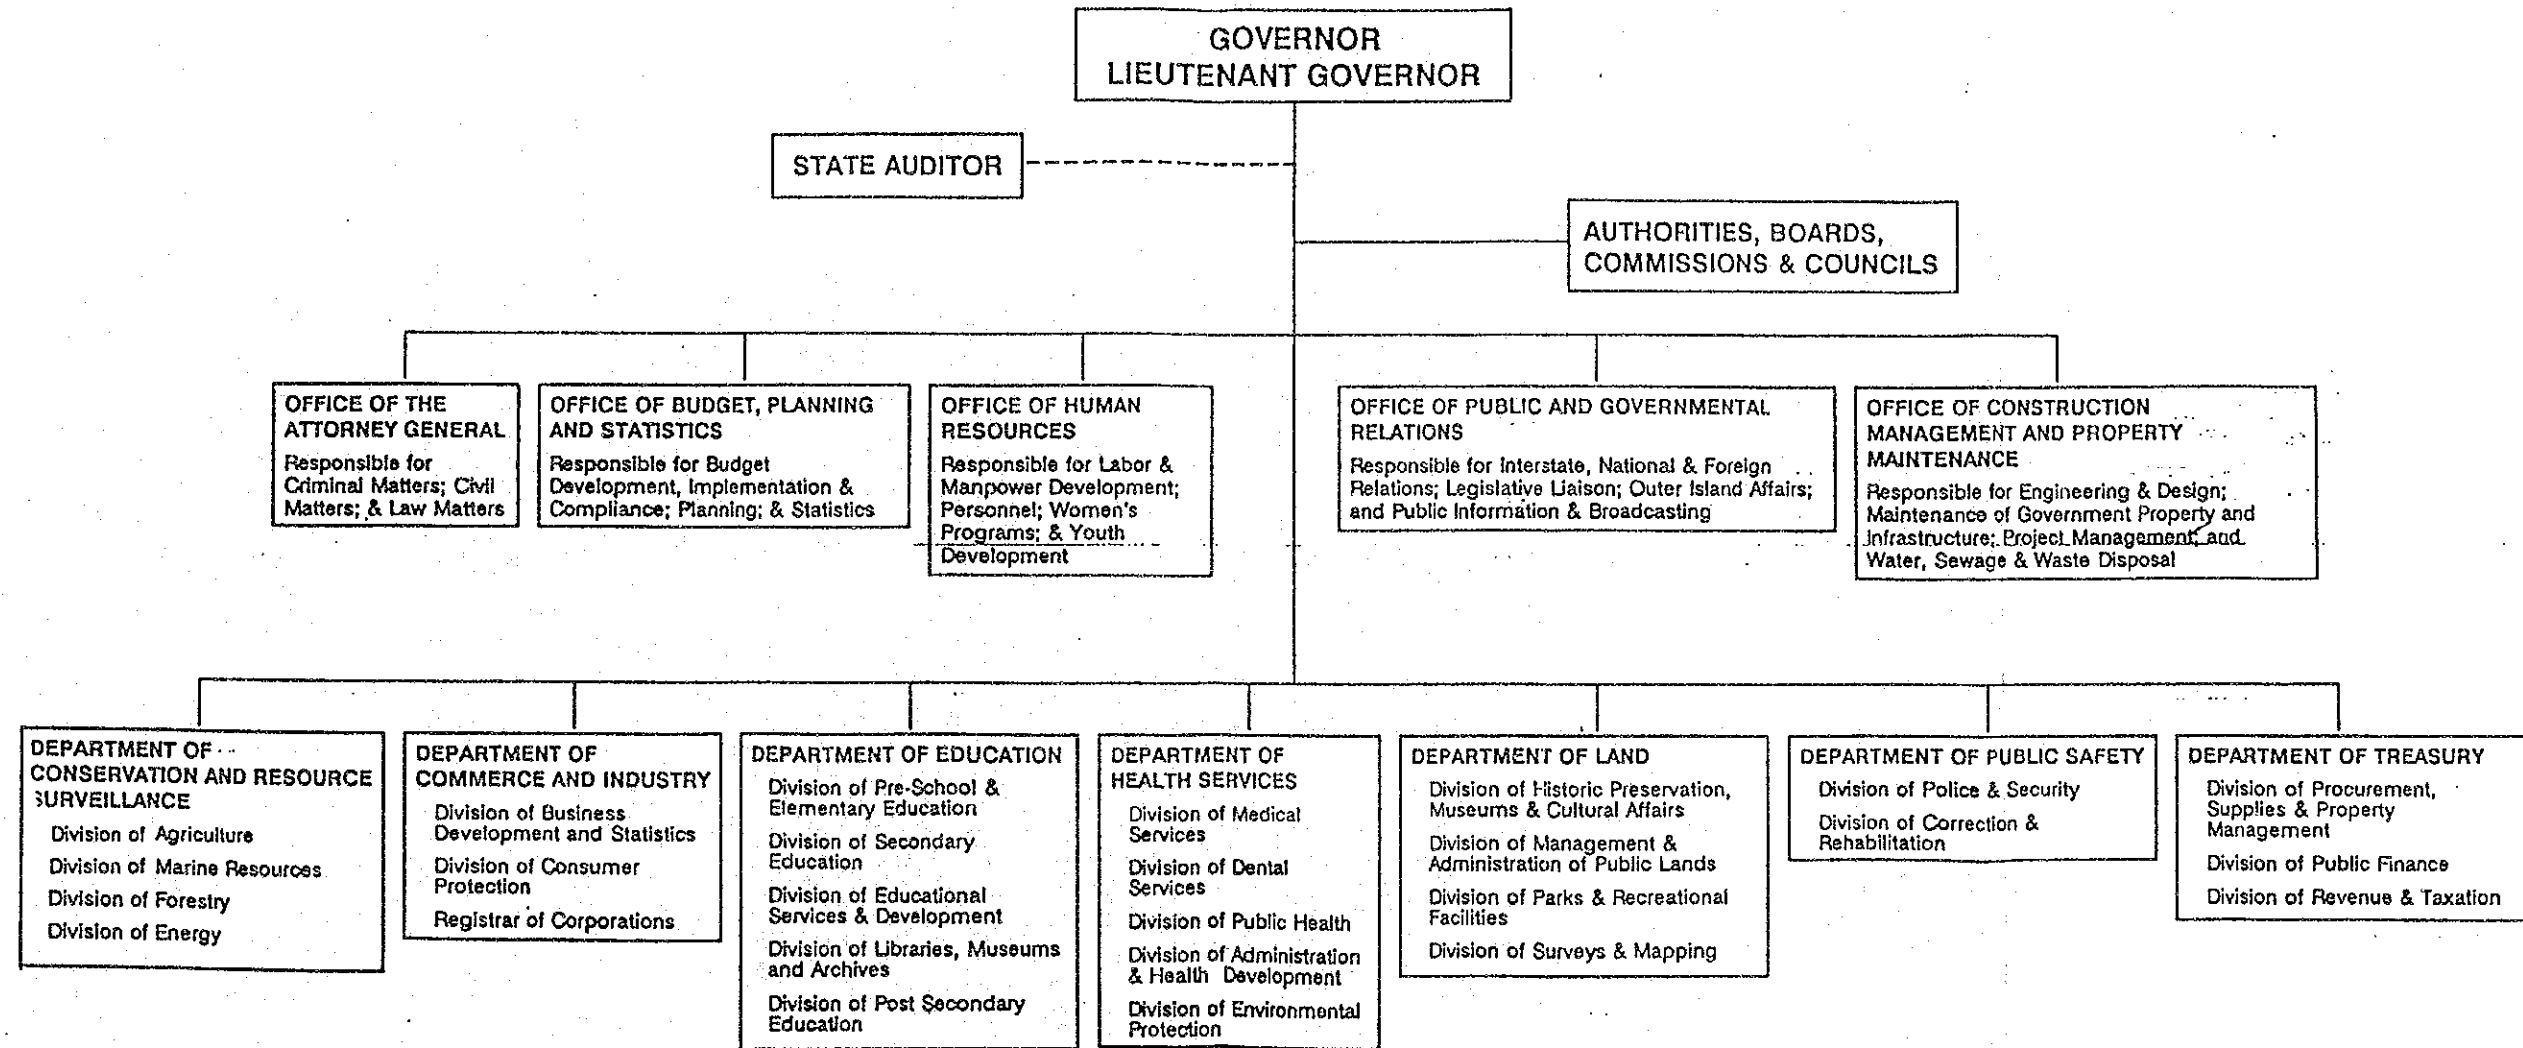 GOVERNOR
LIEUTENANT GOVERNOR
STATE AUDITOR
AUTHORITIES, BOARDS,
COMMISSIONS & COUNCILS
OFFICE OF THE
ATTORNEY GENERAL
Responsible for
Criminal Matters; Civil
Matters; & Law Matters
OFFICE OF BUDGET, PLANNING
AND STATISTICS
Responsible for Budget
Development, Implementation &
Compliance; Planning; & Statistics
OFFICE OF HUMAN
RESOURCES
Responsible for Labor &
Manpower Development;
Personnel; Women's
Programs; & Youth
Development
OFFICE OF PUBLIC AND GOVERNMENTAL
RELATIONS
Responsible for Interstate, National & Foreign
Relations; Legislative Liaison; Outer Island Affairs;
and Public Information & Broadcasting
OFFICE OF CONSTRUCTION
MANAGEMENT AND PROPERTY
MAINTENANCE
Responsible for Engineering & Design;
Maintenance of Government Property and
Infrastructure; Project Management; and
Water, Sewage & Waste Disposal
DEPARTMENT OF
CONSERVATION AND RESOURCE
SURVEILLANCE
Division of Agriculture
Division of Marine Resources
Division of Forestry
Division of Energy
DEPARTMENT OF
COMMERCE AND INDUSTRY
Division of Business
Development and Statistics
Division of Consumer
Protection
Registrar of Corporations
DEPARTMENT OF EDUCATION
Division of Pre-School &
Elementary Education
Division of Secondary
Education
Division of Educational
Services & Development
Division of Libraries, Museums
and Archives
Division of Post Secondary
Education
DEPARTMENT OF
HEALTH SERVICES
Division of Medical
Services
Division of Dental
Services
Division of Public Health
Division of Administration
& Health Development
Division of Environmental
Protection
DEPARTMENT OF LAND
Division of Historic Preservation,
Museums & Cultural Affairs
Division of Management &
Administration of Public Lands
Division of Parks & Recreational
Facilities
Division of Surveys & Mapping
DEPARTMENT OF PUBLIC SAFETY
Division of Police & Security
Division of Correction &
Rehabilitation
DEPARTMENT OF TREASURY
Division of Procurement,
Supplies & Property
Management
Division of Public Finance
Division of Revenue & Taxation